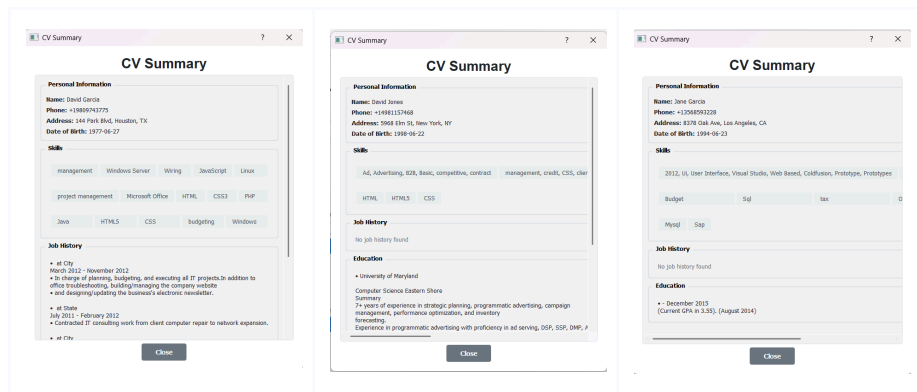 CV Summary ? ×
CV Summary
Personal Information
Name: David Garcia
Phone: +19809743775
Address: 144 Park Blvd, Houston, TX
Date of Birth: 1977-06-27
Skills
management Windows Server Wiring JavaScript Linux
project management Microsoft Office HTML CSS3 PHP
Java HTML5 CSS budgeting Windows
Job History
• at City
March 2012 - November 2012
• In charge of planning, budgeting, and executing all IT projects.In addition to
office troubleshooting, building/managing the company website
• and designing/updating the business's electronic newsletter.
• at State
July 2011 - February 2012
• Contracted IT consulting work from client computer repair to network expansion.
• at City
Close
CV Summary ? ×
CV Summary
Personal Information
Name: David Jones
Phone: +14981157468
Address: 5968 Elm St, New York, NY
Date of Birth: 1998-06-22
Skills
Ad, Advertising, B2B, Basic, competitive, contract management, credit, CSS, clier
HTML HTML5 CSS
Job History
No job history found
Education
• University of Maryland
Computer Science Eastern Shore
Summary
7+ years of experience in strategic planning, programmatic advertising, campaign
management, performance optimization, and inventory
forecasting.
Experience in programmatic advertising with proficiency in ad serving, DSP, SSP, DMP, A
Close
CV Summary ? ×
CV Summary
Personal Information
Name: Jane Garcia
Phone: +13568593228
Address: 8378 Oak Ave, Los Angeles, CA
Date of Birth: 1994-06-23
Skills
2012, UI, User Interface, Visual Studio, Web Based, Coldfusion, Prototype, Prototypes
Budget Sql tax
Mysql Sap
Job History
No job history found
Education
• - December 2015
(Current GPA in 3.55). (August 2014)
Close